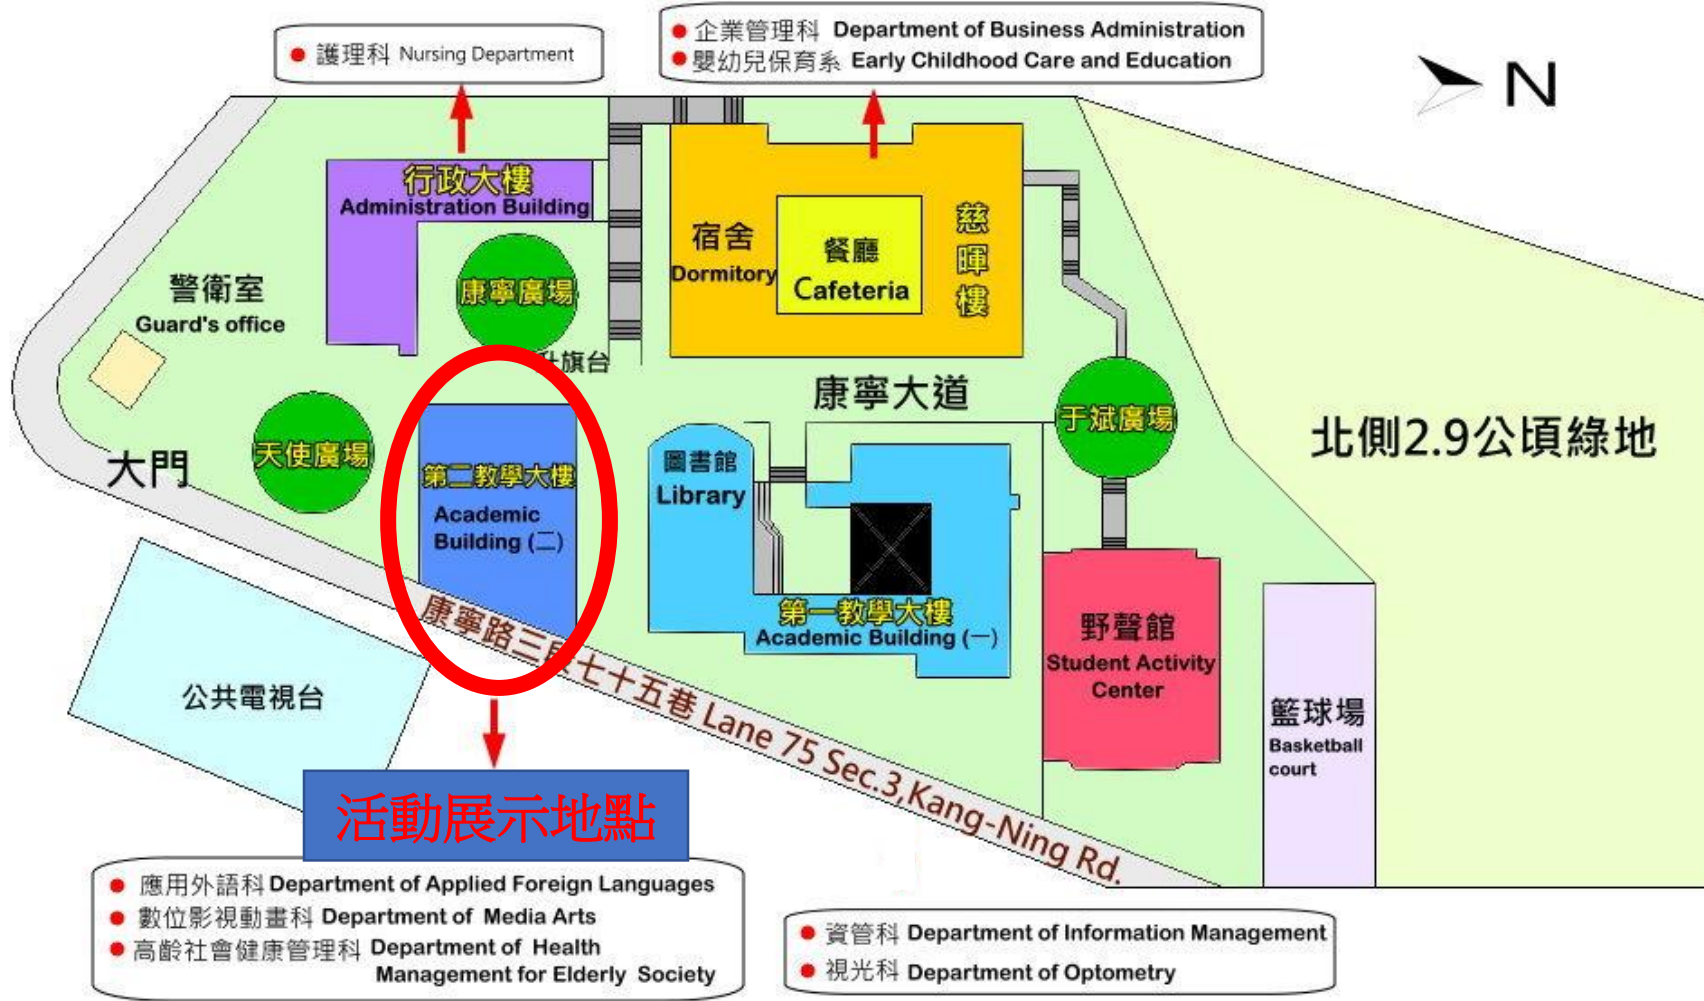 護理科 Nursing Department
企業管理科 Department of Business Administration
嬰幼兒保育系 Early Childhood Care and Education
N
行政大樓
Administration Building
宿舍
Dormitory
餐廳
Cafeteria
慈暉樓
警衛室
Guard's office
康寧廣場
升旗台
康寧大道
于斌廣場
北側2.9公頃綠地
大門
天使廣場
第二教學大樓
Academic
Building (二)
圖書館
Library
第一教學大樓
Academic Building (一)
野聲館
Student Activity
Center
籃球場
Basketball
court
公共電視台
康寧路三段七十五巷 Lane 75 Sec.3,Kang-Ning Rd.
活動展示地點
應用外語科 Department of Applied Foreign Languages
數位影視動畫科 Department of Media Arts
高齡社會健康管理科 Department of Health
Management for Elderly Society
資管科 Department of Information Management
視光科 Department of Optometry